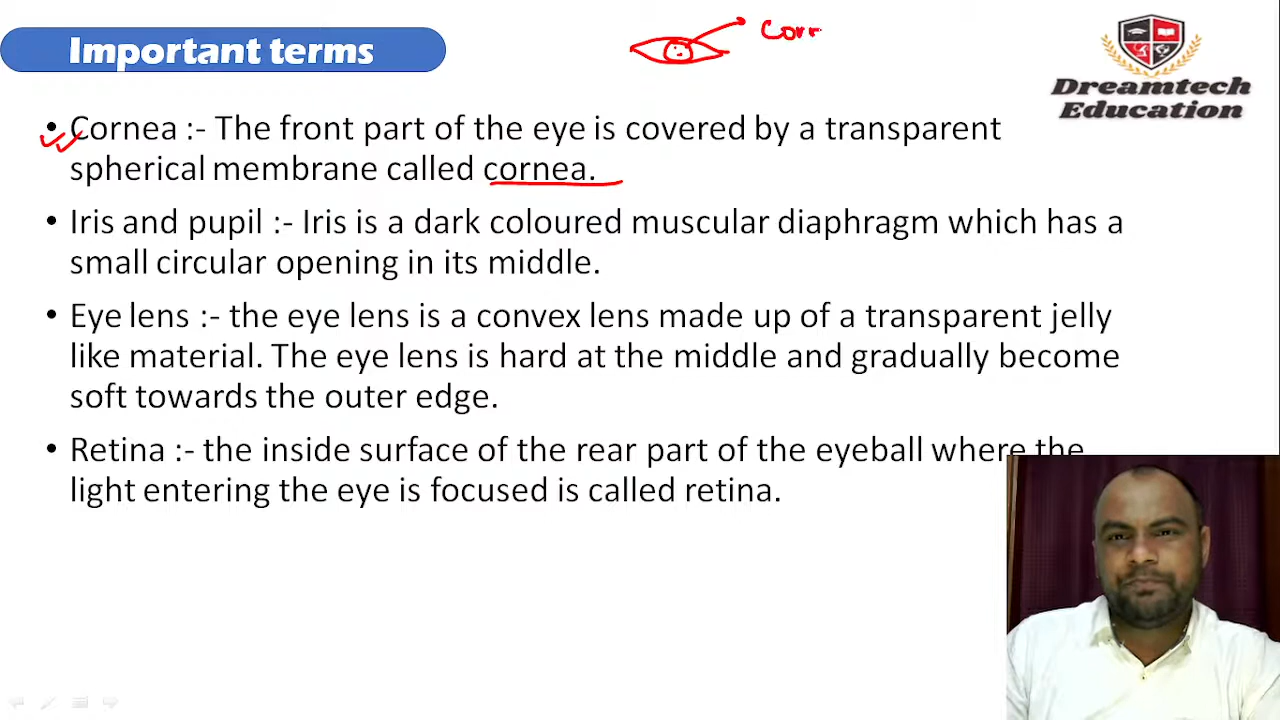 Important terms
Corr
Dreamtech
Education
• Cornea :- The front part of the eye is covered by a transparent
spherical membrane called cornea.
• Iris and pupil :- Iris is a dark coloured muscular diaphragm which has a
small circular opening in its middle.
• Eye lens :- the eye lens is a convex lens made up of a transparent jelly
like material. The eye lens is hard at the middle and gradually become
soft towards the outer edge.
• Retina :- the inside surface of the rear part of the eyeball where the
light entering the eye is focused is called retina.